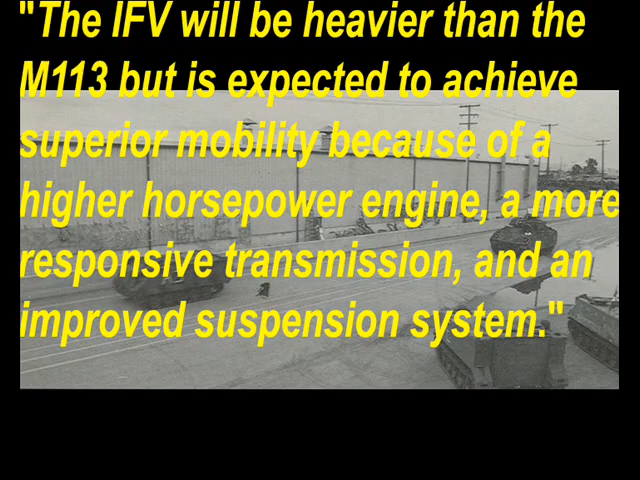 "The IFV will be heavier than the
M113 but is expected to achieve
superior mobility because of a
higher horsepower engine, a more
responsive transmission, and an
improved suspension system."